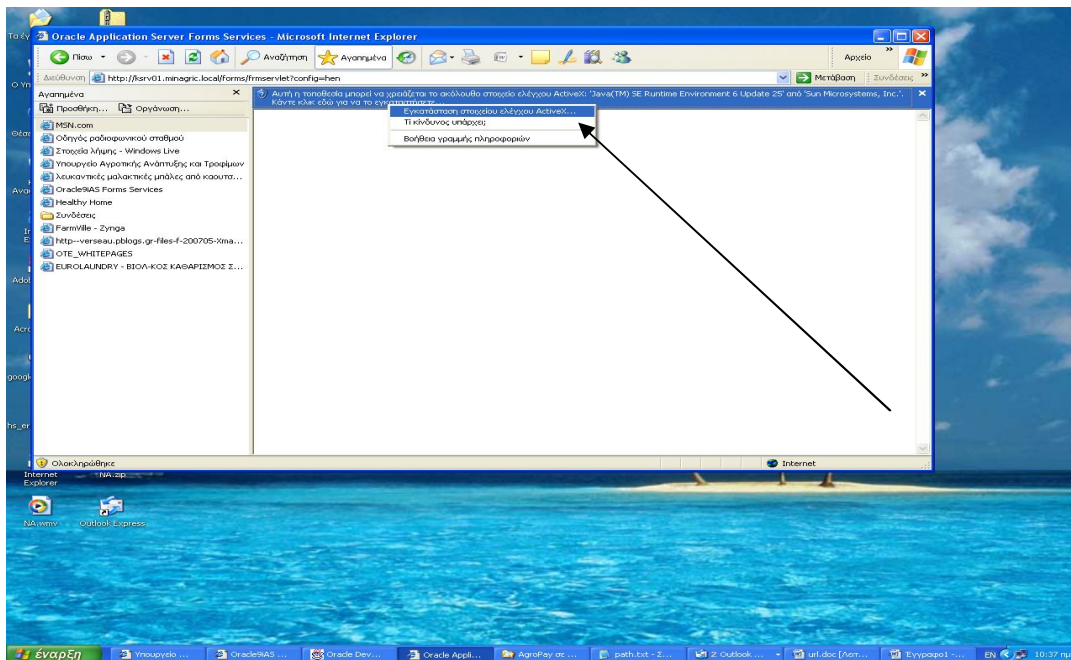 Oracle Application Server Forms Services - Microsoft Internet Explorer
Πίσω
Αναζήτηση
Αγαπημένα
Αρχείο
»
Διεύθυνση http://ksrv01.minagric.local/forms/frmservlet?config=hen
Μετάβαση
Συνδέσεις »
Αγαπημένα
Προσθήκη... Οργάνωση...
Αυτή η τοποθεσία μπορεί να χρειάζεται το ακόλουθο στοιχείο ελέγχου ActiveX: 'Java(TM) SE Runtime Environment 6 Update 25' από 'Sun Microsystems, Inc.'.
Κάντε κλικ εδώ για να το εγκαταστήσετε...
Εγκατάσταση στοιχείου ελέγχου ActiveX...
Τι κίνδυνος υπάρχει;
Βοήθεια γραμμής πληροφοριών
MSN.com
Οδηγός ραδιοφωνικού σταθμού
Στοιχεία λήψης - Windows Live
Υπουργείο Αγροτικής Ανάπτυξης και Τροφίμων
λευκαντικές μαλακτικές μπάλες από καουτσ...
Oracle9iAS Forms Services
Healthy Home
Συνδέσεις
FarmVille - Zynga
http--verseau.pblogs.gr-files-f-200705-Xma...
OTE_WHITEPAGES
EUROLAUNDRY - ΒΙΟΛ-ΚΟΣ ΚΑΘΑΡΙΣΜΟΣ Σ...
Ολοκληρώθηκε
Internet
Internet Explorer
NA.zip
NA.wmv
Outlook Express
έναρξη
Υπουργείο ...
Oracle9iAS ...
Oracle Dev...
Oracle Appli...
AgroPay σε ...
path.txt - Σ...
2 Outlook ...
url.doc [Λειτ...
Έγγραφο1 -...
EN
10:37 πμ